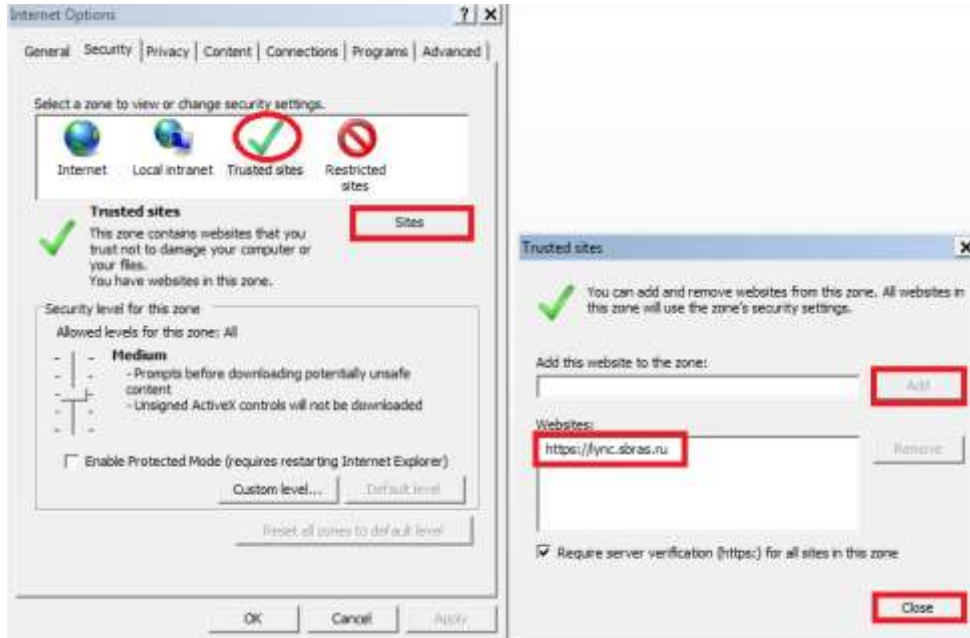 Internet Options
General Security Privacy Content Connections Programs Advanced
Select a zone to view or change security settings.
Internet Local intranet Trusted sites Restricted sites
Trusted sites
This zone contains websites that you
trust not to damage your computer or
your files.
You have websites in this zone.
Sites
Security level for this zone
Allowed levels for this zone: All
Medium
- Prompts before downloading potentially unsafe
content
- Unsigned ActiveX controls will not be downloaded
Enable Protected Mode (requires restarting Internet Explorer)
Custom level... Default level
Reset all zones to default level
OK Cancel Apply
Trusted sites
You can add and remove websites from this zone. All websites in
this zone will use the zone's security settings.
Add this website to the zone:
Add
Websites:
https://lync.sbras.ru
Remove
Require server verification (https:) for all sites in this zone
Close